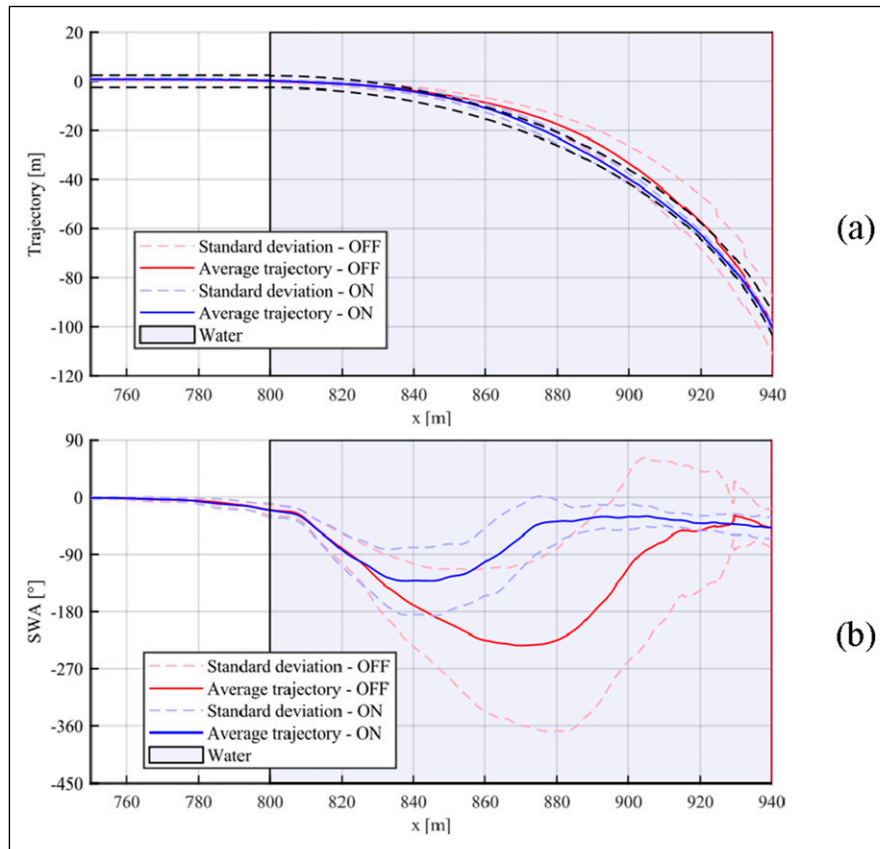 20
0
-20
-40
-60
-80
-100
-120
Trajectory [m]
Standard deviation - OFF
Average trajectory - OFF
Standard deviation - ON
Average trajectory - ON
Water
760 780 800 820 840 860 880 900 920 940
x [m]
(a)
90
0
-90
-180
-270
-360
-450
SWA [°]
Standard deviation - OFF
Average trajectory - OFF
Standard deviation - ON
Average trajectory - ON
Water
760 780 800 820 840 860 880 900 920 940
x [m]
(b)